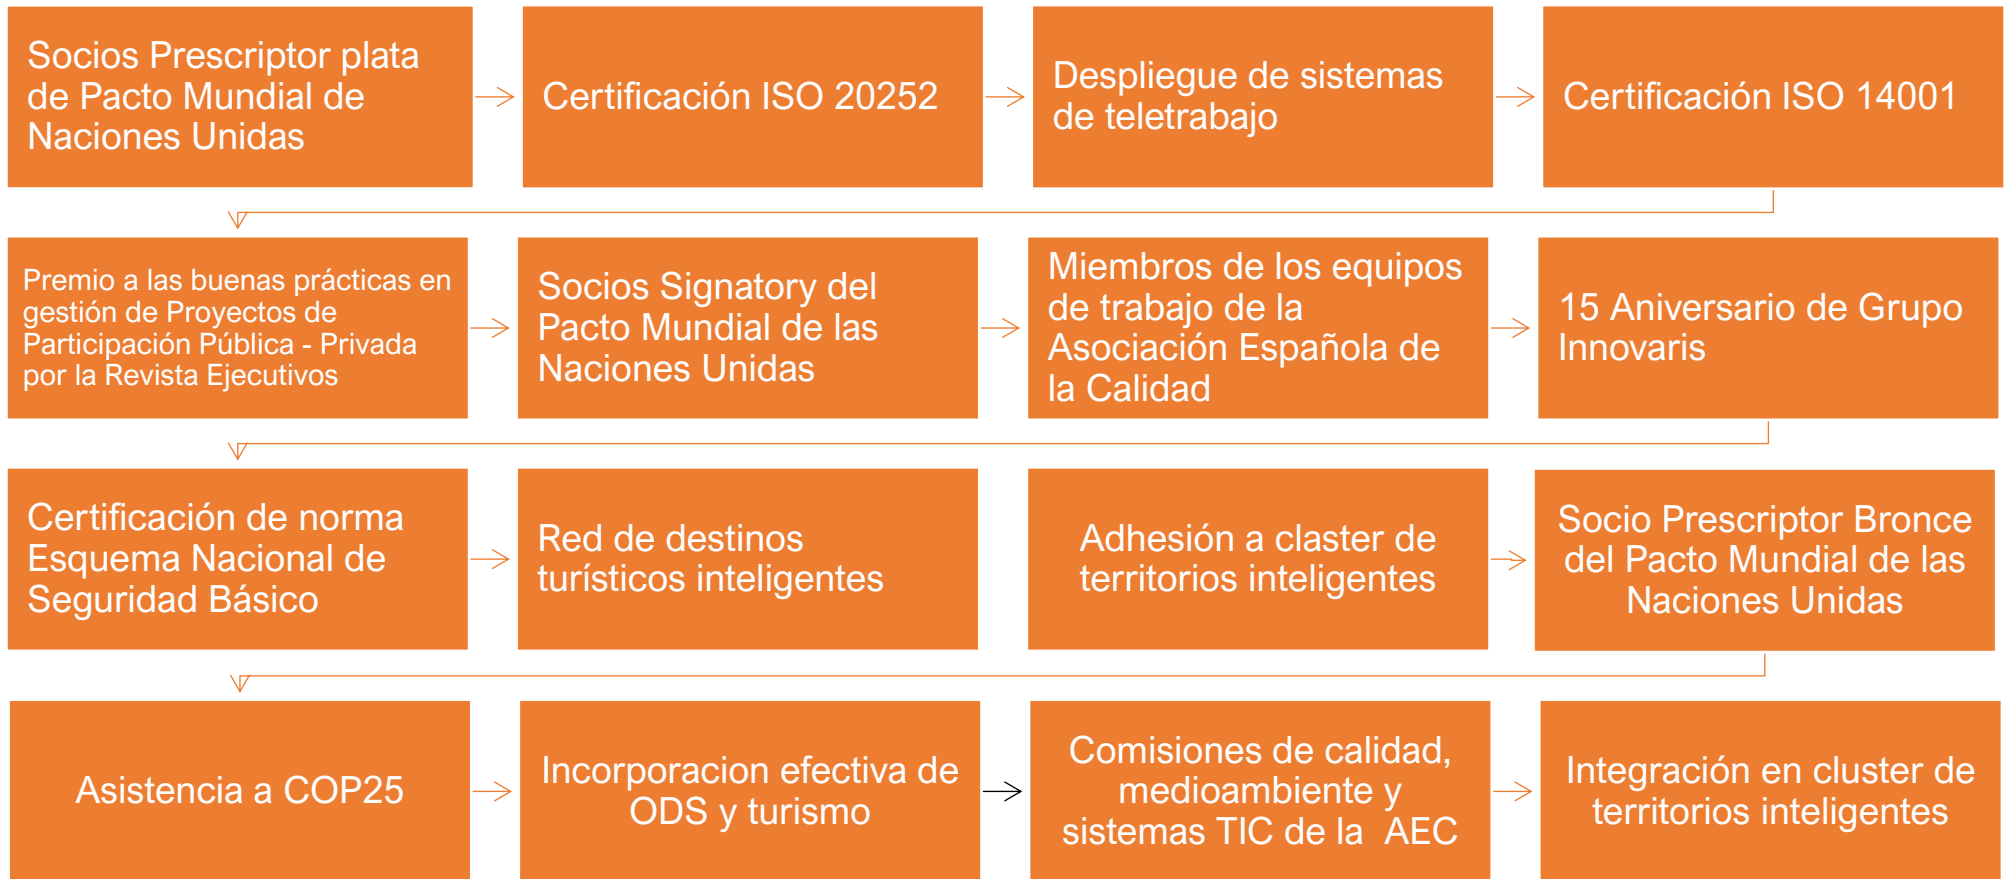 Socios Prescriptor plata
de Pacto Mundial de
Naciones Unidas
Certificación ISO 20252
Despliegue de sistemas
de teletrabajo
Certificación ISO 14001
Premio a las buenas prácticas en
gestión de Proyectos de
Participación Pública - Privada
por la Revista Ejecutivos
Socios Signatory del
Pacto Mundial de las
Naciones Unidas
Miembros de los equipos
de trabajo de la
Asociación Española de
la Calidad
15 Aniversario de Grupo
Innovaris
Certificación de norma
Esquema Nacional de
Seguridad Básico
Red de destinos
turísticos inteligentes
Adhesión a claster de
territorios inteligentes
Socio Prescriptor Bronce
del Pacto Mundial de las
Naciones Unidas
Asistencia a COP25
Incorporacion efectiva de
ODS y turismo
Comisiones de calidad,
medioambiente y
sistemas TIC de la  AEC
Integración en cluster de
territorios inteligentes